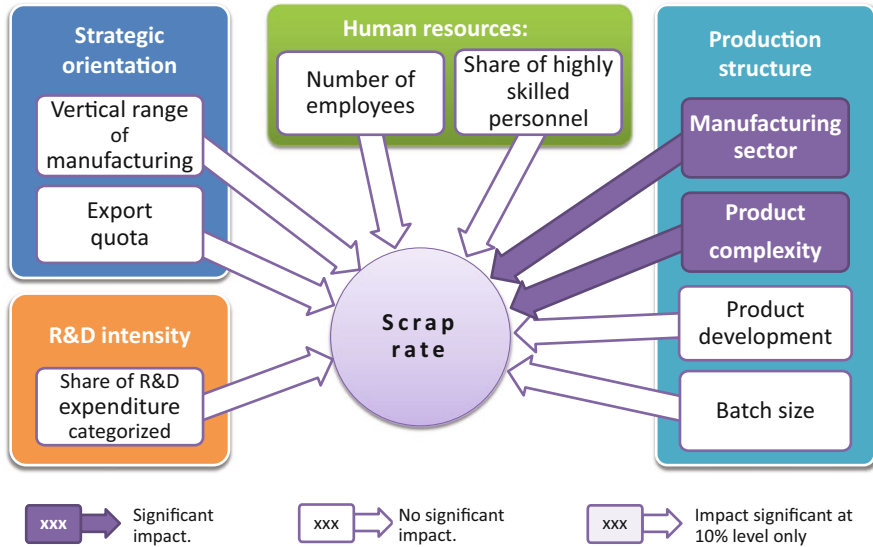 Strategic
orientation
Vertical range
of
manufacturing
Export
quota
Human resources:
Number of
employees
Share of highly
skilled
personnel
Production
structure
Manufacturing
sector
Product
complexity
Product
development
Batch size
R&D intensity
Share of R&D
expenditure
categorized
Scrap
rate
xxx
Significant
impact.
xxx
No significant
impact.
xxx
Impact significant at
10% level only